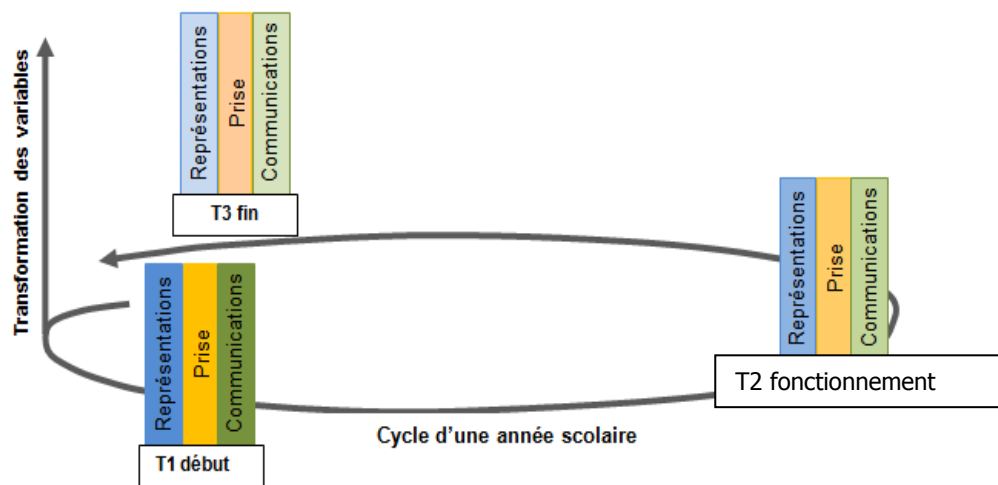 Transformation des variables
Représentations
Prise
Communications
T3 fin
Représentations
Prise
Communications
T2 fonctionnement
Représentations
Prise
Communications
T1 début
Cycle d'une année scolaire